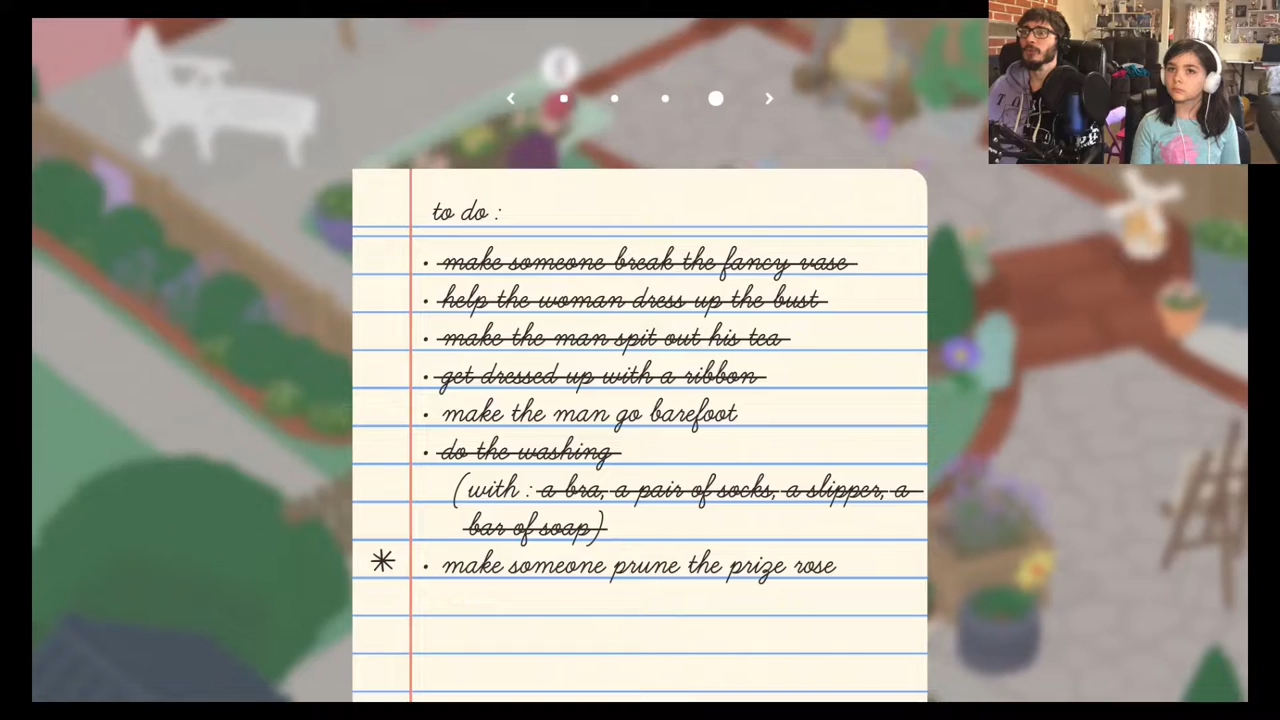 to do :
• make someone break the fancy vase
• help the woman dress up the bust
• make the man spit out his tea
• get dressed up with a ribbon
• make the man go barefoot
• do the washing
(with : a bra, a pair of socks, a slipper, a
bar of soap)
* • make someone prune the prize rose